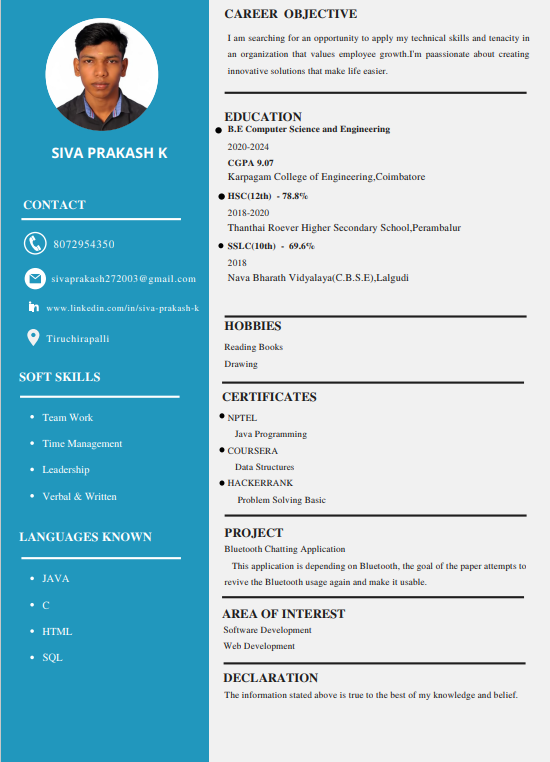 SIVA PRAKASH K
CONTACT
8072954350
sivaprakash272003@gmail.com
www.linkedin.com/in/siva-prakash-k
Tiruchirapalli
SOFT SKILLS
Team Work
Time Management
Leadership
Verbal & Written
LANGUAGES KNOWN
JAVA
C
HTML
SQL
CAREER OBJECTIVE
I am searching for an opportunity to apply my technical skills and tenacity in
an organization that values employee growth.I'm paassionate about creating
innovative solutions that make life easier.
EDUCATION
B.E Computer Science and Engineering
2020-2024
CGPA 9.07
Karpagam College of Engineering,Coimbatore
HSC(12th) - 78.8%
2018-2020
Thanthai Roever Higher Secondary School,Perambalur
SSLC(10th) - 69.6%
2018
Nava Bharath Vidyalaya(C.B.S.E),Lalgudi
HOBBIES
Reading Books
Drawing
CERTIFICATES
NPTEL
Java Programming
COURSERA
Data Structures
HACKERRANK
Problem Solving Basic
PROJECT
Bluetooth Chatting Application
This application is depending on Bluetooth, the goal of the paper attempts to
revive the Bluetooth usage again and make it usable.
AREA OF INTEREST
Software Development
Web Development
DECLARATION
The information stated above is true to the best of my knowledge and belief.